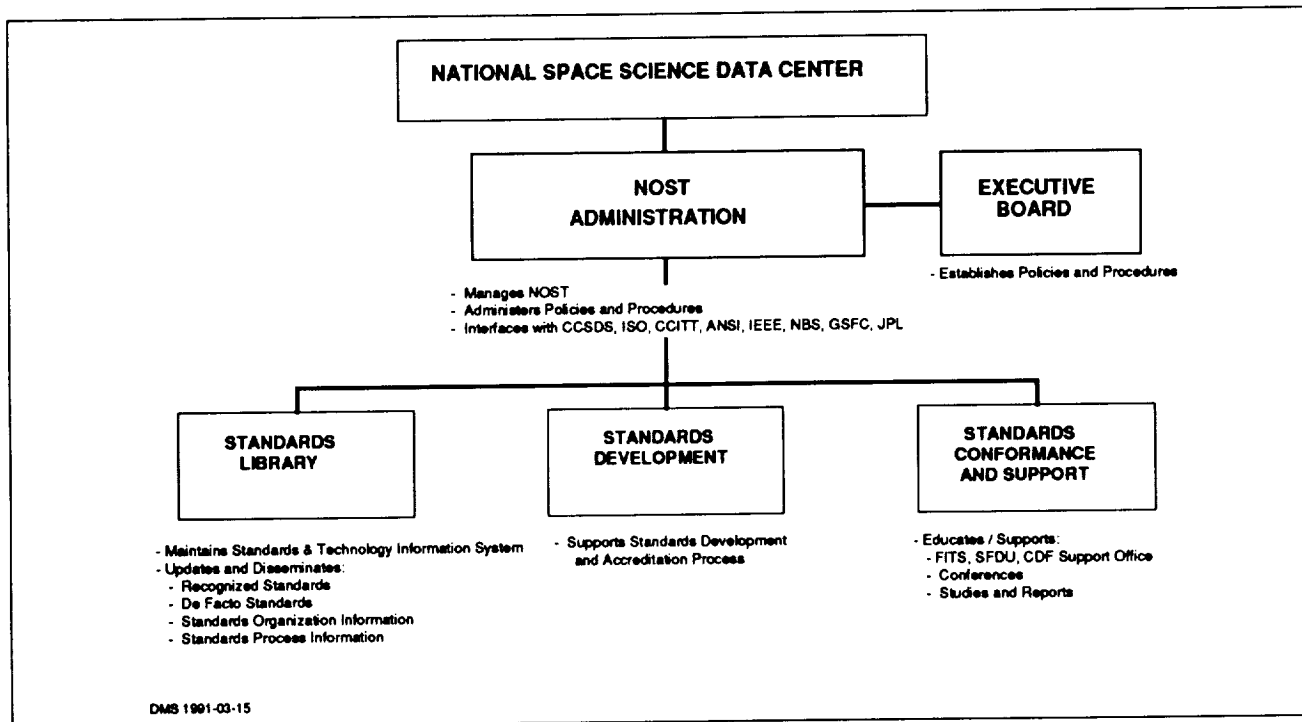 NATIONAL SPACE SCIENCE DATA CENTER
NOST
ADMINISTRATION
EXECUTIVE
BOARD
- Establishes Policies and Procedures
- Manages NOST
- Administers Policies and Procedures
- Interfaces with CCSDS, ISO, CCITT, ANSI, IEEE, NBS, GSFC, JPL
STANDARDS
LIBRARY
- Maintains Standards & Technology Information System
- Updates and Disseminates:
- Recognized Standards
- De Facto Standards
- Standards Organization Information
- Standards Process Information
STANDARDS
DEVELOPMENT
- Supports Standards Development
and Accreditation Process
STANDARDS
CONFORMANCE
AND SUPPORT
- Educates / Supports:
- FITS, SFDU, CDF Support Office
- Conferences
- Studies and Reports
DMS 1991-03-15